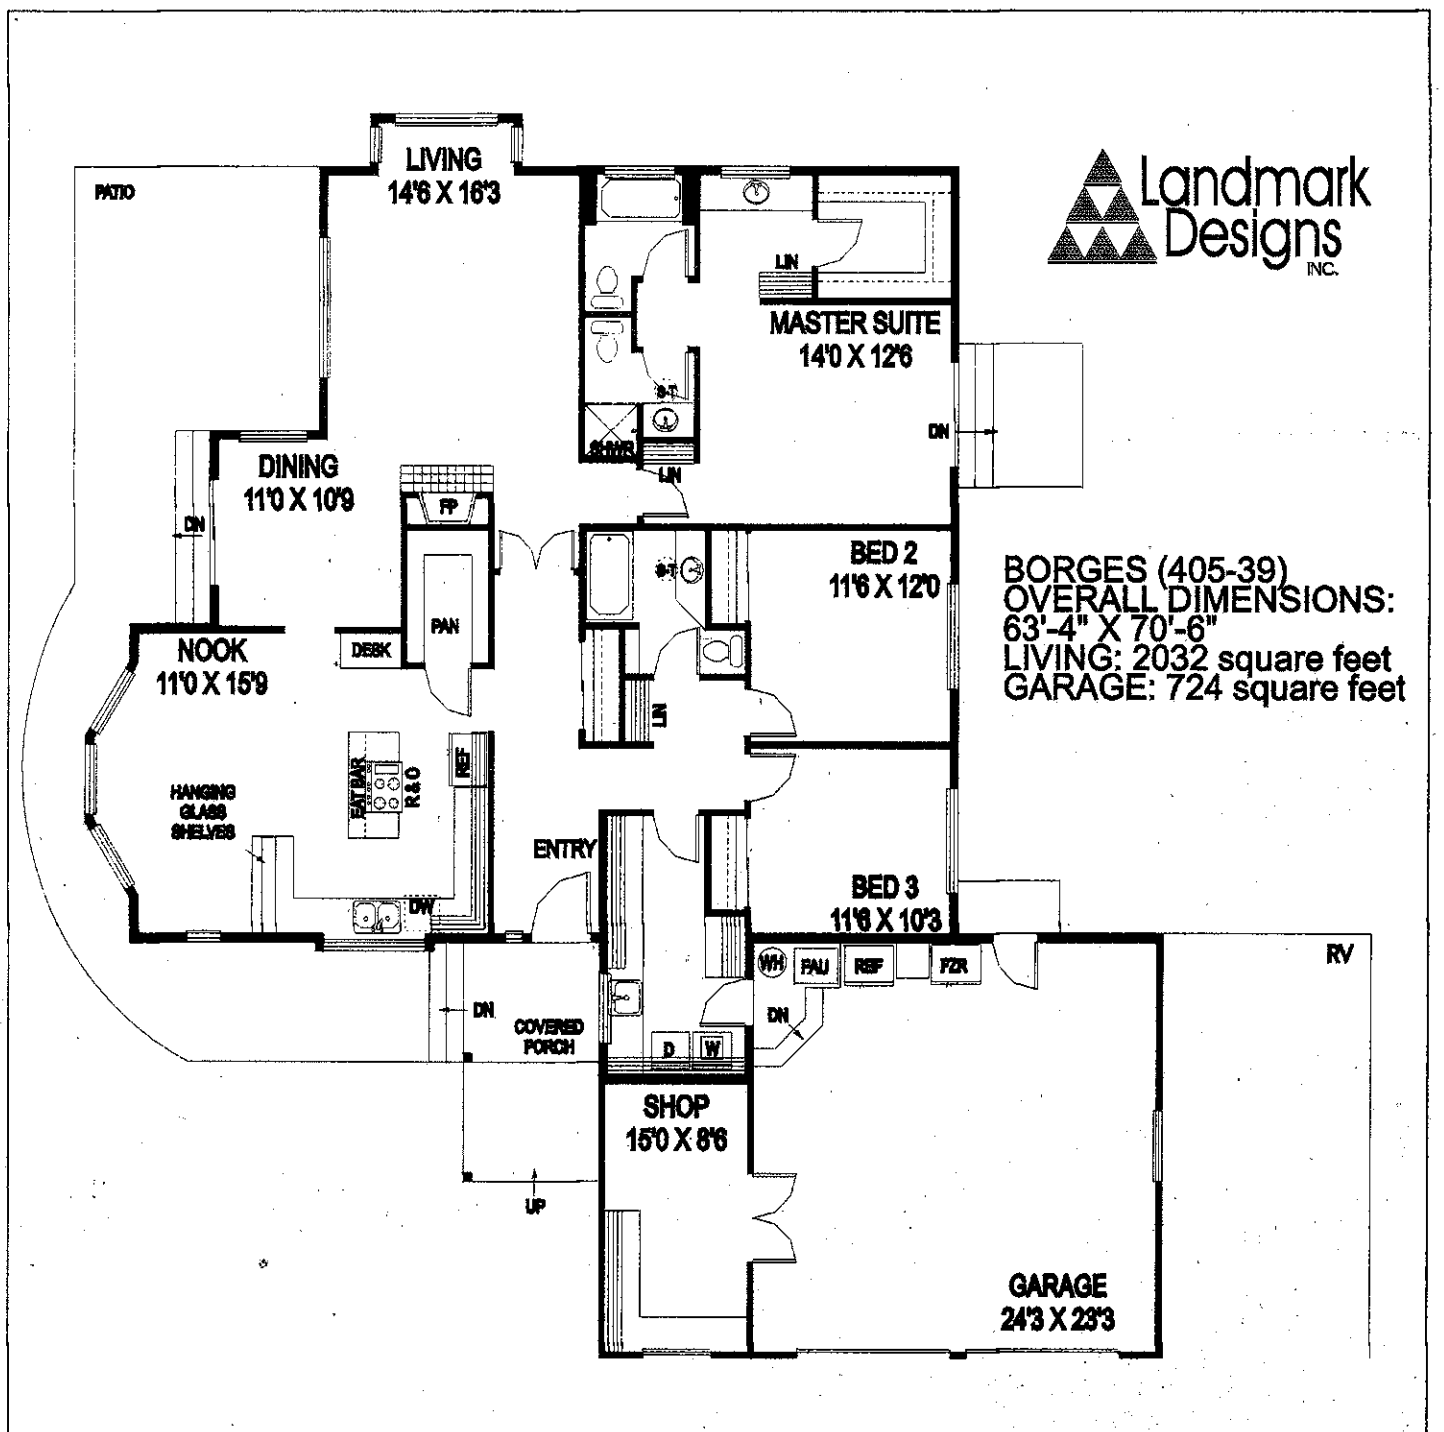 Landmark
Designs
INC.
LIVING
14'6 X 16'3
PATIO
LIN
MASTER SUITE
14'0 X 12'6
S-T
DN
SHWR
LIN
DINING
11'0 X 10'9
FP
DN
BED 2
11'6 X 12'0
S-T
PAN
BORGES (405-39)
OVERALL DIMENSIONS:
63'-4" X 70'-6"
LIVING: 2032 square feet
GARAGE: 724 square feet
NOOK
11'0 X 15'9
DESK
LIN
REF
EAT BAR
R & O
HANGING
GLASS
SHELVES
ENTRY
BED 3
11'6 X 10'3
DW
WH
FAU
REF
FZR
RV
DN
COVERED
PORCH
DN
D
W
SHOP
15'0 X 8'6
UP
GARAGE
24'3 X 23'3